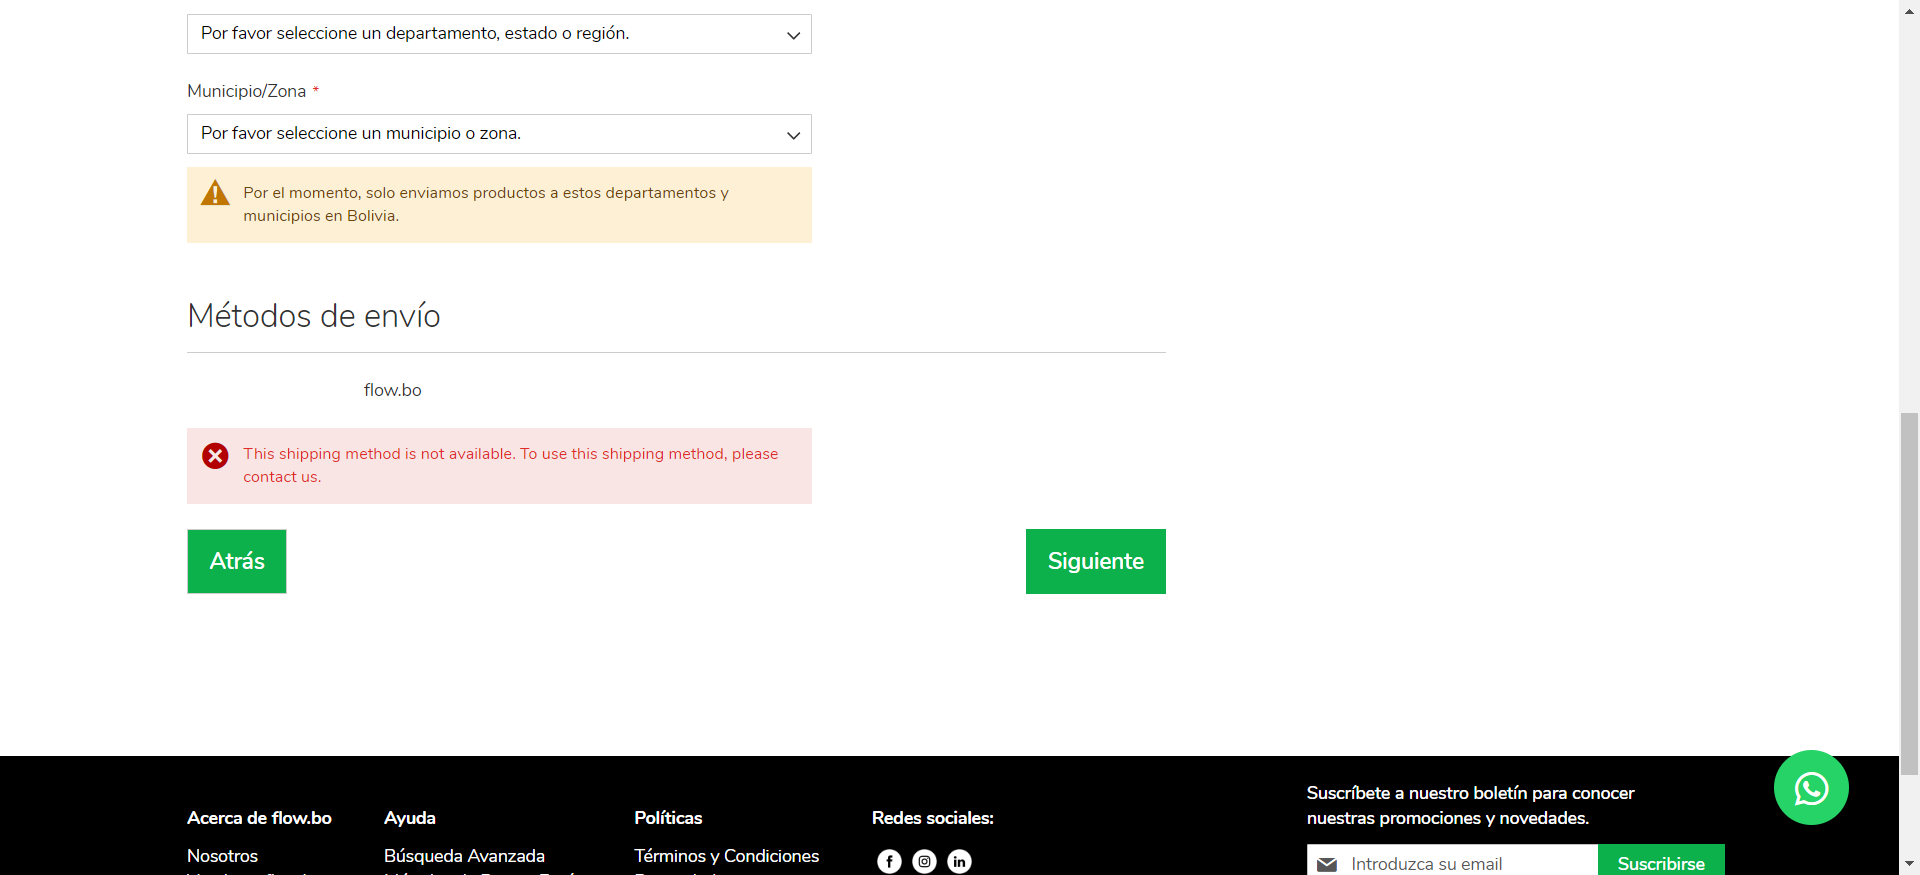 Por favor seleccione un departamento, estado o región.
Municipio/Zona *
Por favor seleccione un municipio o zona.
Por el momento, solo enviamos productos a estos departamentos y
municipios en Bolivia.
Métodos de envío
flow.bo
This shipping method is not available. To use this shipping method, please
contact us.
Atrás
Siguiente
Acerca de flow.bo
Nosotros
Ayuda
Búsqueda Avanzada
Políticas
Términos y Condiciones
Redes sociales:
Suscríbete a nuestro boletín para conocer
nuestras promociones y novedades.
Introduzca su email
Suscribirse